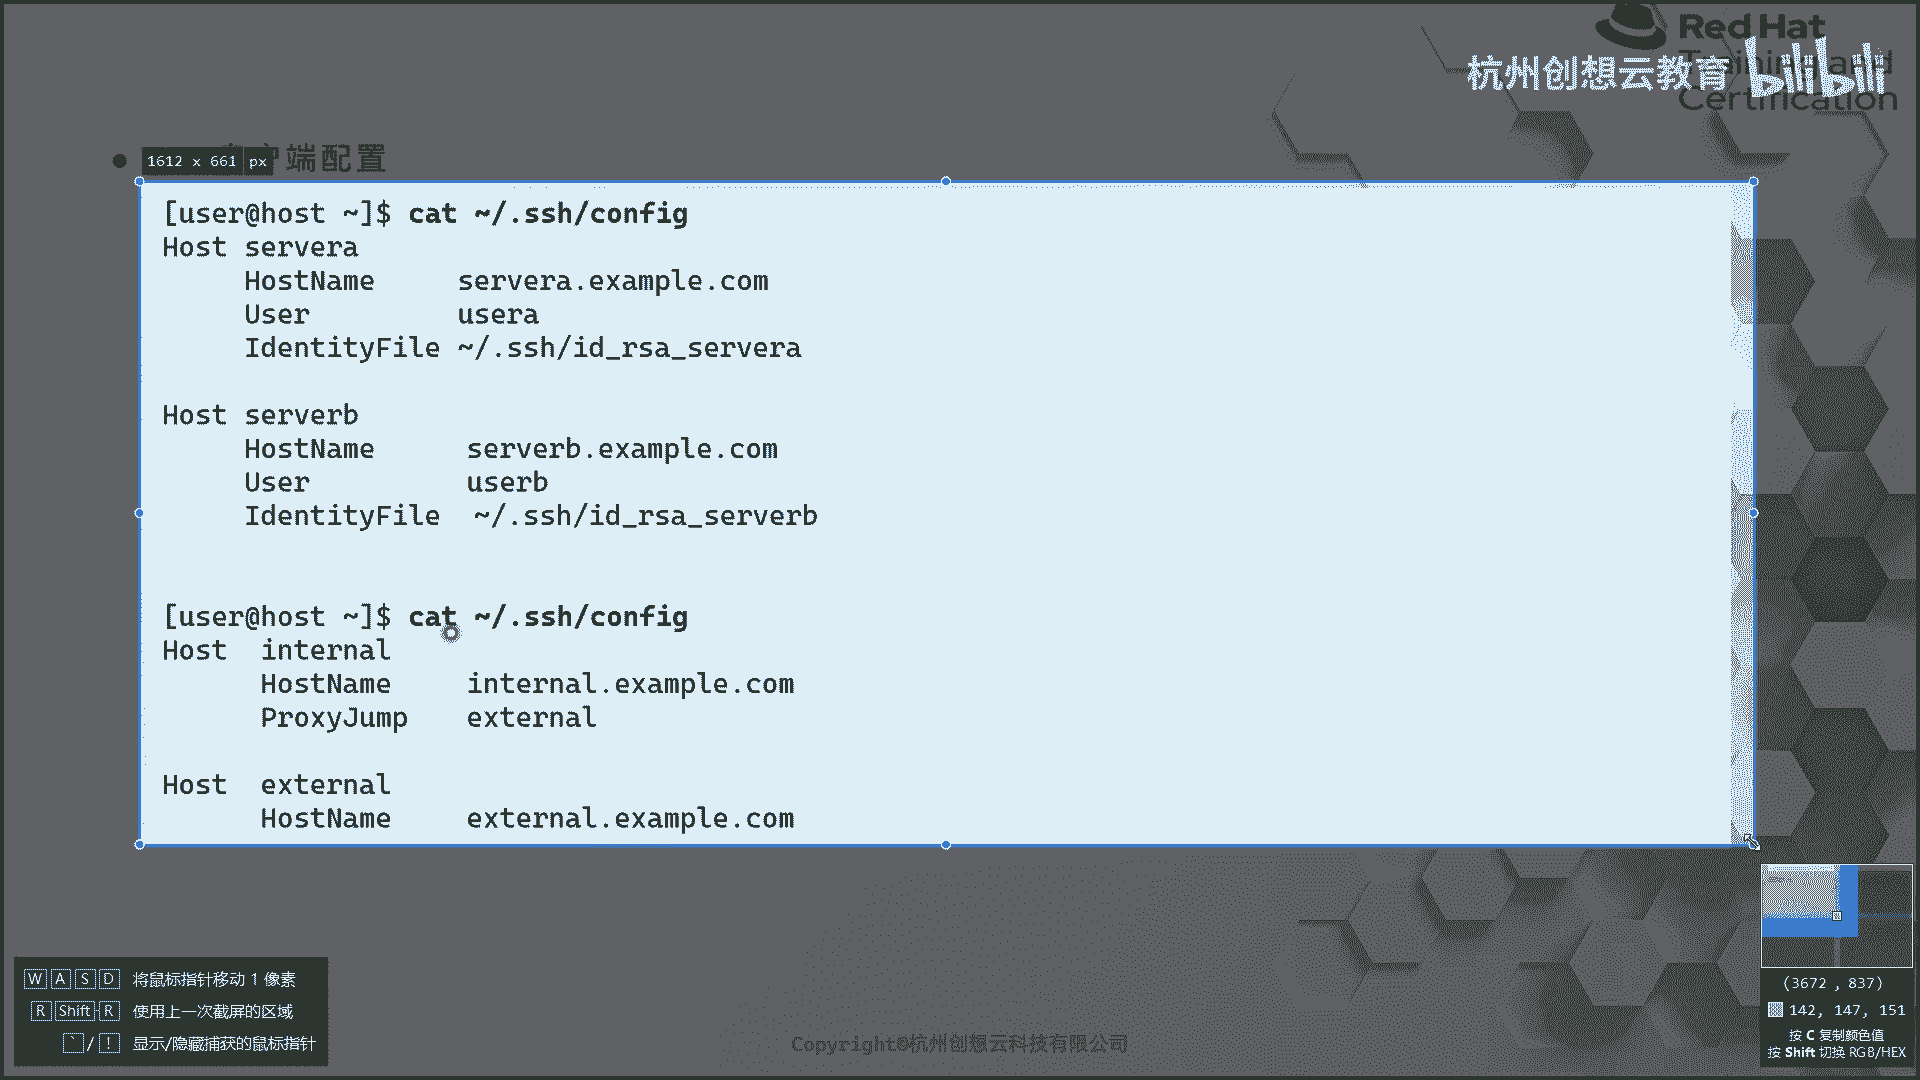 Red Hat
Training and
Certification
杭州创想云教育 bilibili
1612 x 661 px
户端配置
[user@host ~]$ cat ~/.ssh/config
Host servera
HostName servera.example.com
User usera
IdentityFile ~/.ssh/id_rsa_servera
Host serverb
HostName serverb.example.com
User userb
IdentityFile ~/.ssh/id_rsa_serverb
[user@host ~]$ cat ~/.ssh/config
Host internal
HostName internal.example.com
ProxyJump external
Host external
HostName external.example.com
W A S D 将鼠标指针移动 1 像素
R Shift R 使用上一次截屏的区域
` / ! 显示/隐藏捕获的鼠标指针
Copyright©杭州创想云科技有限公司
(3672 , 837)
142, 147, 151
按 C 复制颜色值
按 Shift 切换 RGB/HEX